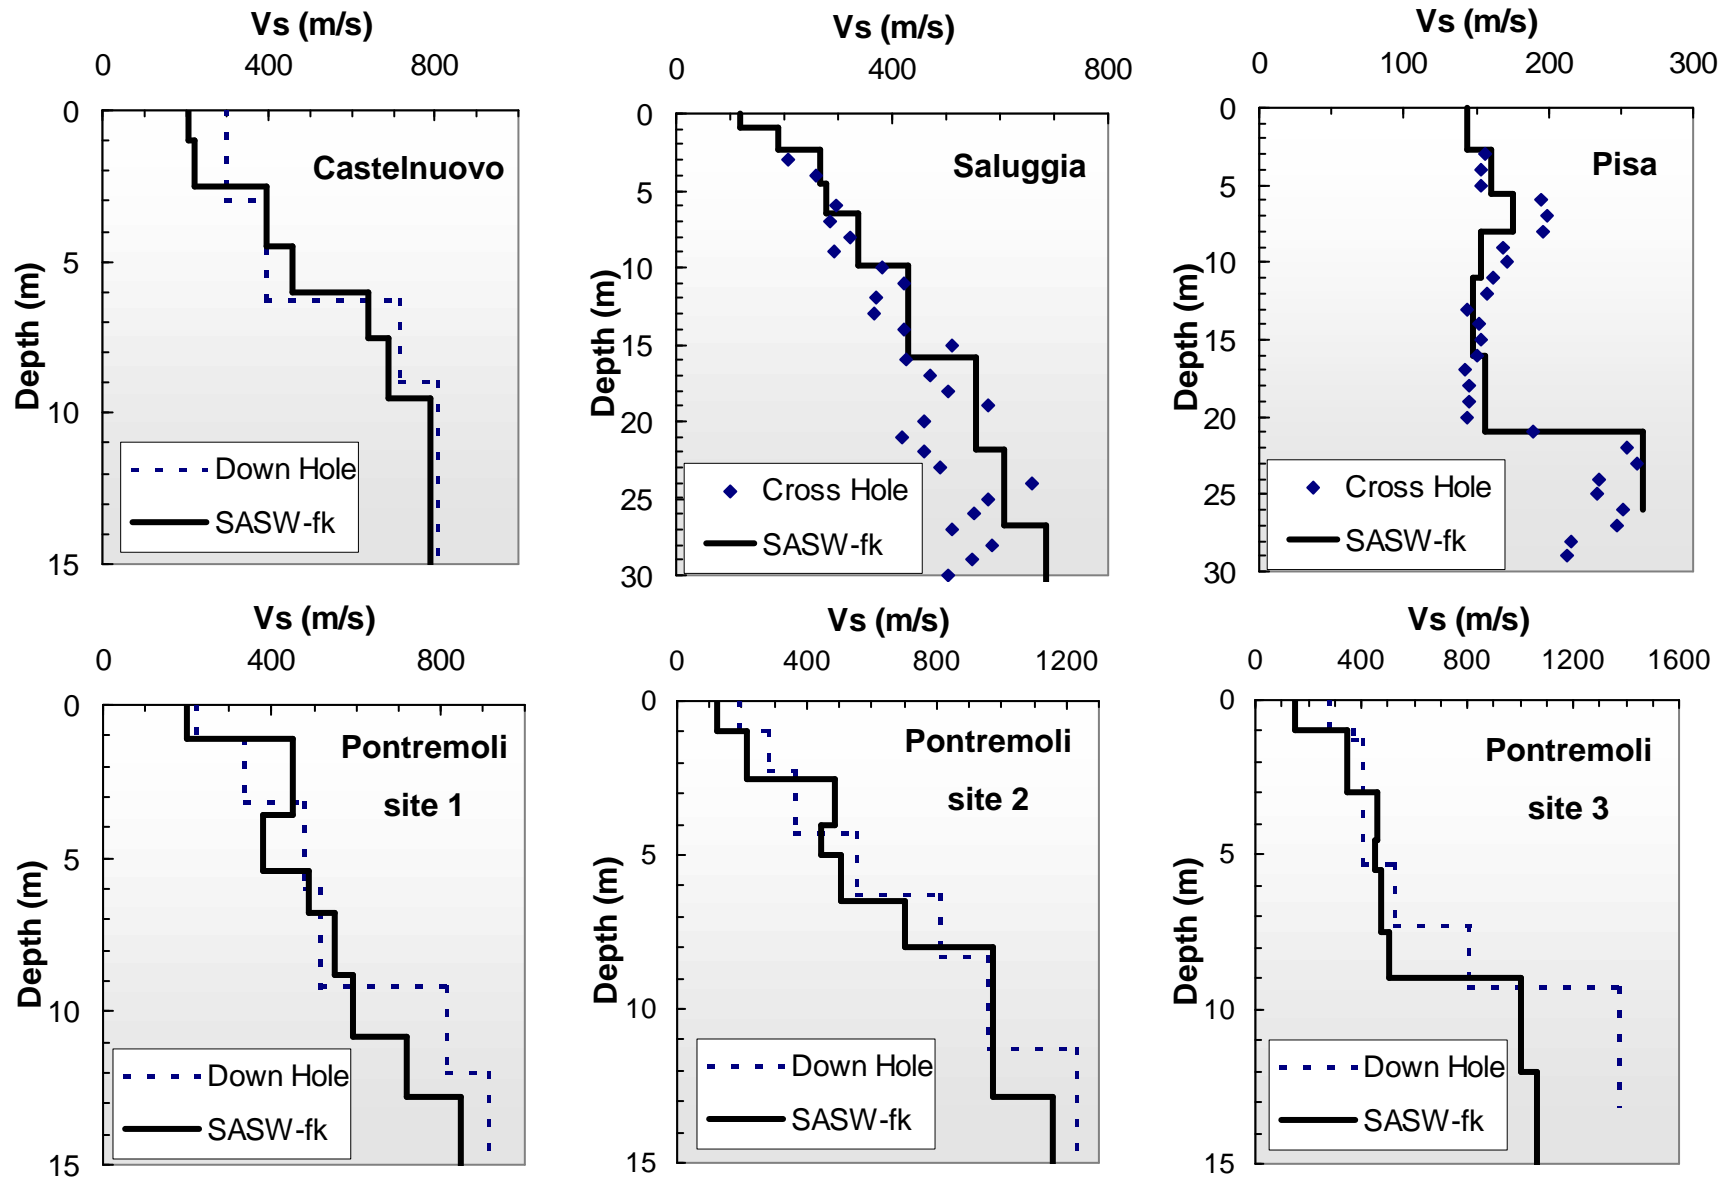 Vs (m/s)
0 400 800
0
5
10
15
Depth (m)
Castelnuovo
Down Hole
SASW-fk
Vs (m/s)
0 400 800
0
5
10
15
20
25
30
Depth (m)
Saluggia
Cross Hole
SASW-fk
Vs (m/s)
0 100 200 300
0
5
10
15
20
25
30
Depth (m)
Pisa
Cross Hole
SASW-fk
Vs (m/s)
0 400 800
0
5
10
15
Depth (m)
Pontremoli
site 1
Down Hole
SASW-fk
Vs (m/s)
0 400 800 1200
0
5
10
15
Depth (m)
Pontremoli
site 2
Down Hole
SASW-fk
Vs (m/s)
0 400 800 1200 1600
0
5
10
15
Depth (m)
Pontremoli
site 3
Down Hole
SASW-fk